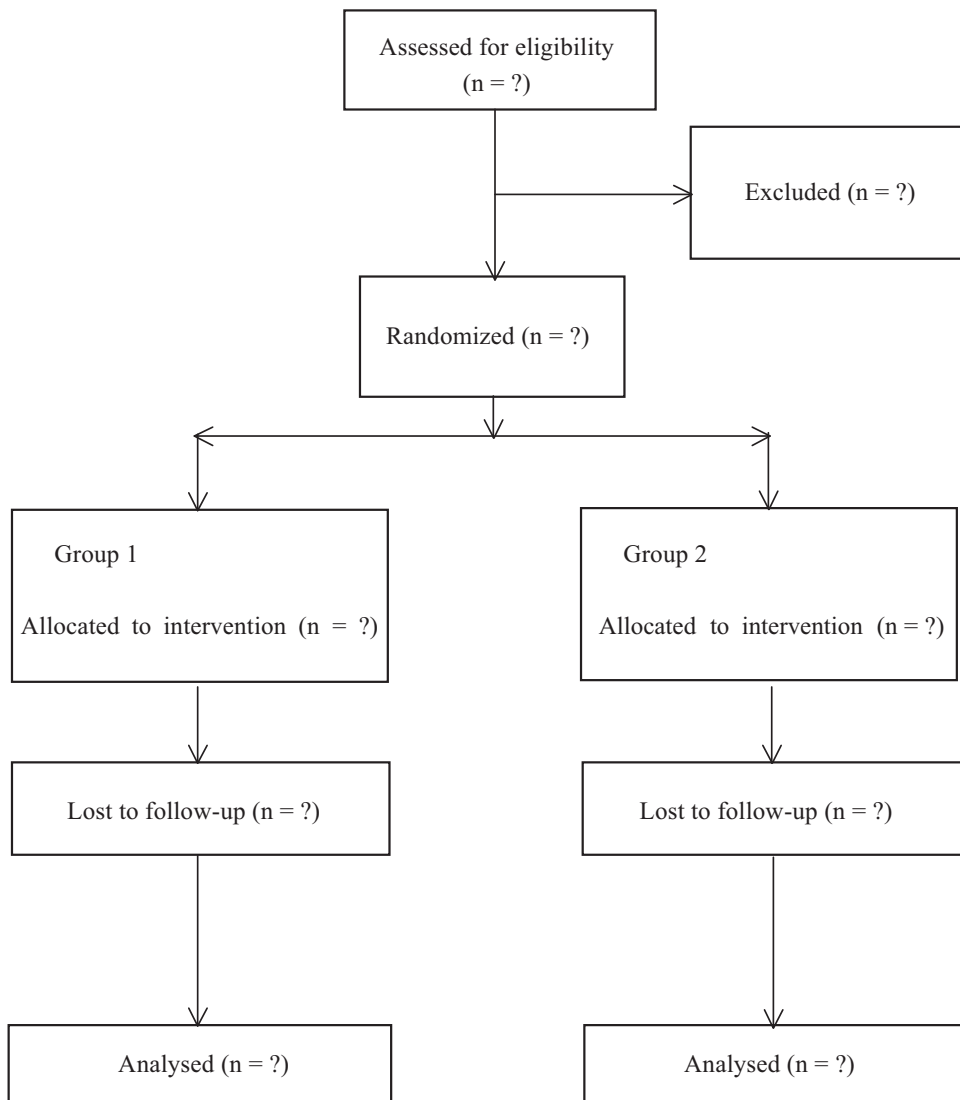 Assessed for eligibility
(n = ?)
Excluded (n = ?)
Randomized (n = ?)
Group 1
Allocated to intervention (n = ?)
Group 2
Allocated to intervention (n = ?)
Lost to follow-up (n = ?)
Lost to follow-up (n = ?)
Analysed (n = ?)
Analysed (n = ?)